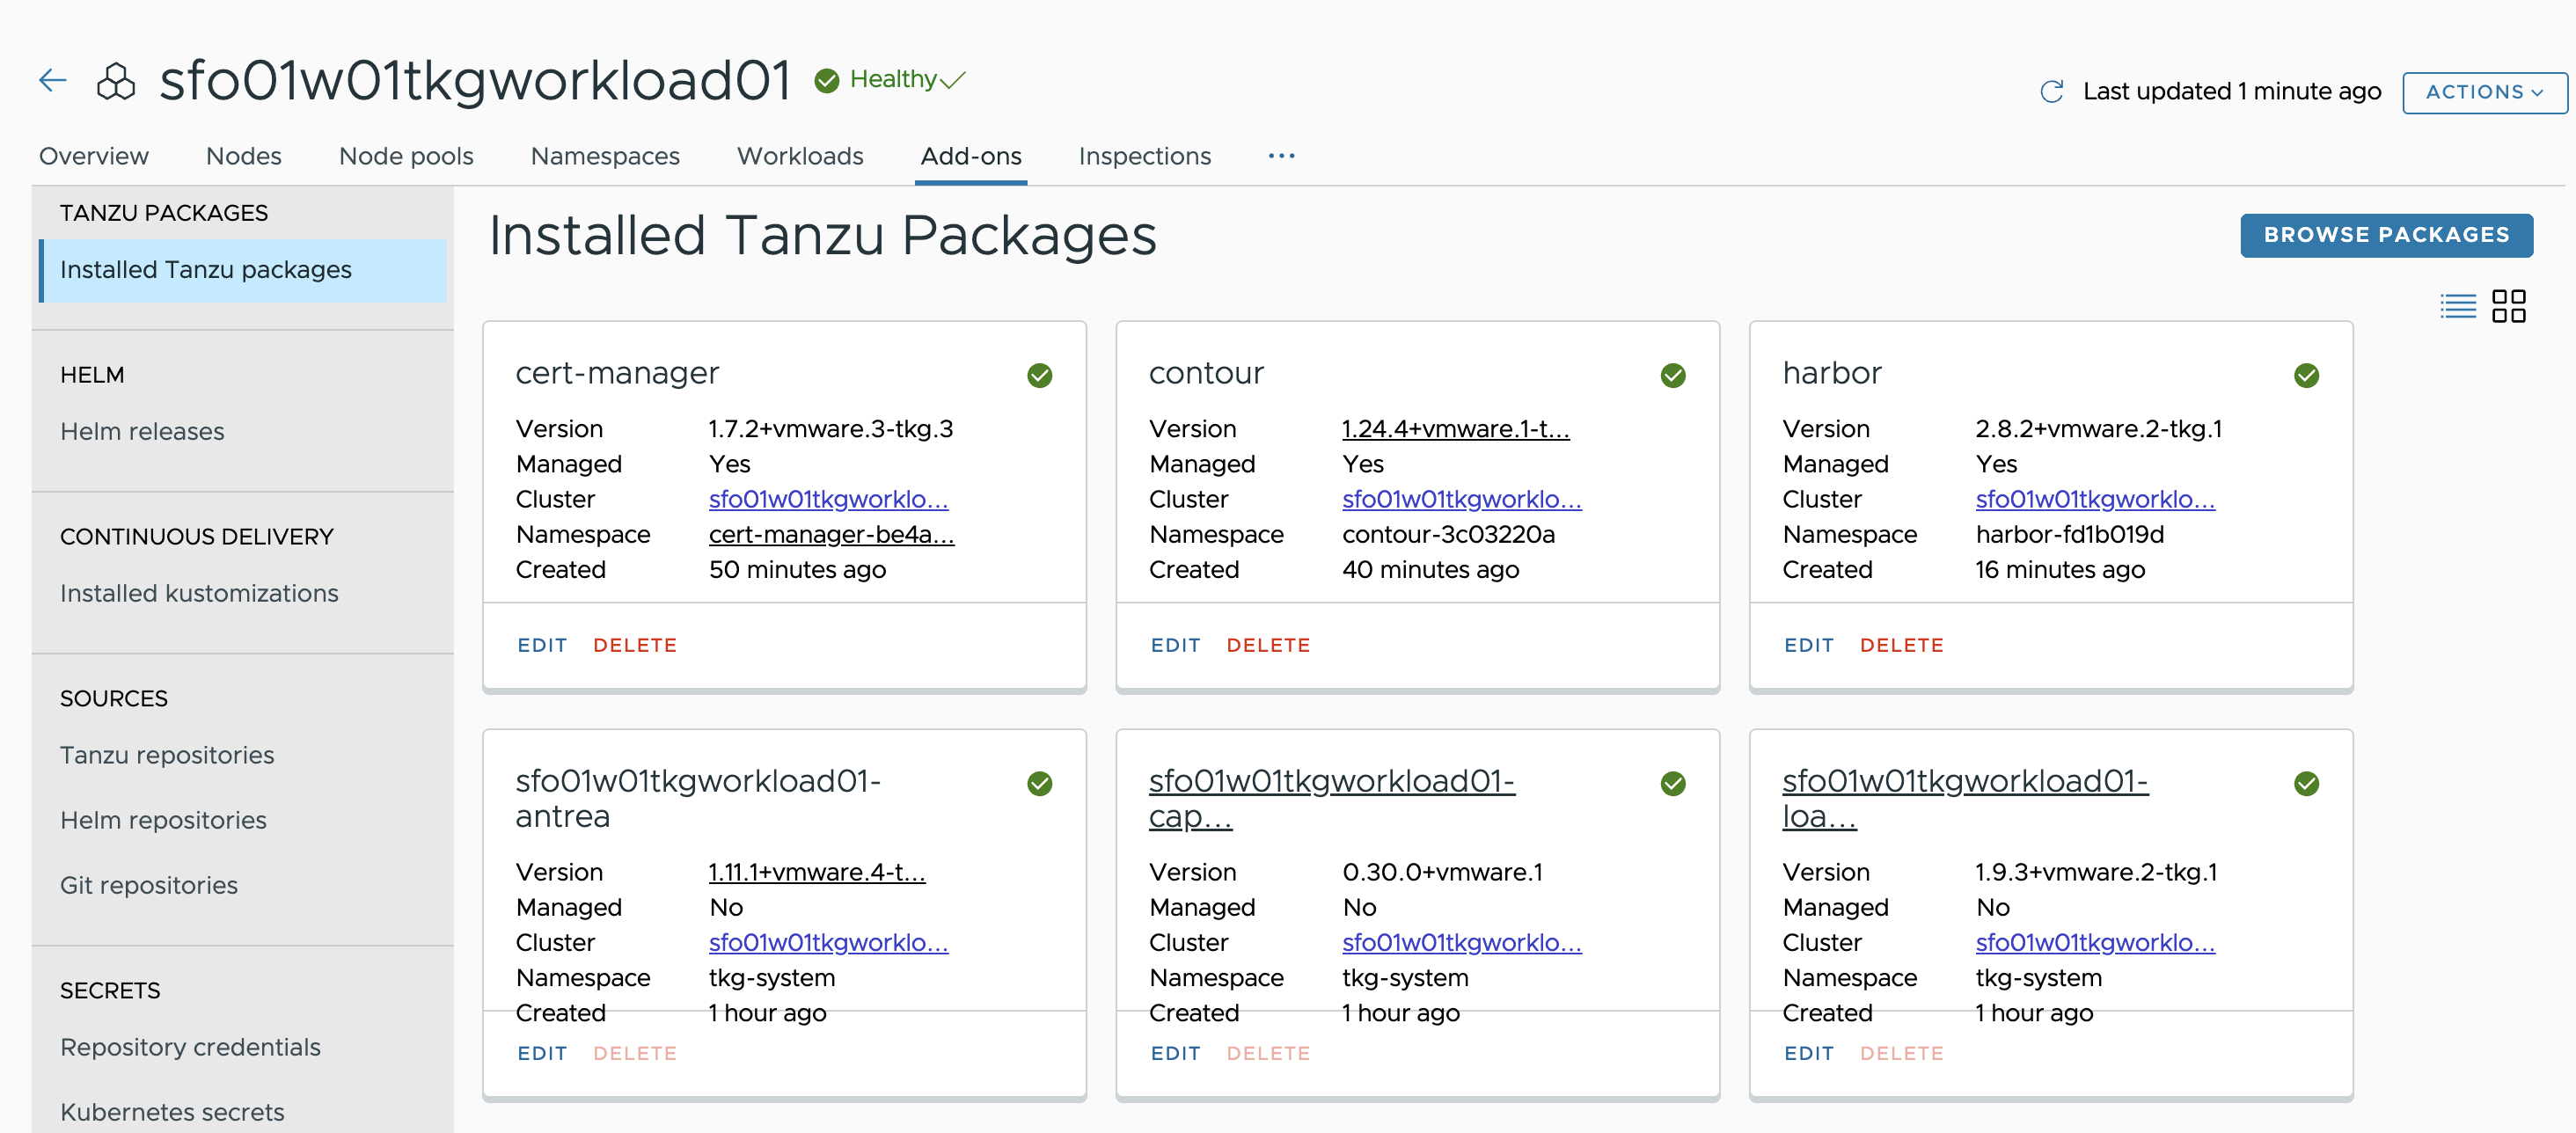 sfo01w01tkgworkload01 Healthy
Last updated 1 minute ago ACTIONS
Overview Nodes Node pools Namespaces Workloads Add-ons Inspections ...
TANZU PACKAGES
Installed Tanzu packages
HELM
Helm releases
CONTINUOUS DELIVERY
Installed kustomizations
SOURCES
Tanzu repositories
Helm repositories
Git repositories
SECRETS
Repository credentials
Kubernetes secrets
Installed Tanzu Packages
BROWSE PACKAGES
cert-manager
Version 1.7.2+vmware.3-tkg.3
Managed Yes
Cluster sfo01w01tkgworklo...
Namespace cert-manager-be4a...
Created 50 minutes ago
EDIT DELETE
contour
Version 1.24.4+vmware.1-t...
Managed Yes
Cluster sfo01w01tkgworklo...
Namespace contour-3c03220a
Created 40 minutes ago
EDIT DELETE
harbor
Version 2.8.2+vmware.2-tkg.1
Managed Yes
Cluster sfo01w01tkgworklo...
Namespace harbor-fd1b019d
Created 16 minutes ago
EDIT DELETE
sfo01w01tkgworkload01-
antrea
Version 1.11.1+vmware.4-t...
Managed No
Cluster sfo01w01tkgworklo...
Namespace tkg-system
Created 1 hour ago
EDIT DELETE
sfo01w01tkgworkload01-
cap...
Version 0.30.0+vmware.1
Managed No
Cluster sfo01w01tkgworklo...
Namespace tkg-system
Created 1 hour ago
EDIT DELETE
sfo01w01tkgworkload01-
loa...
Version 1.9.3+vmware.2-tkg.1
Managed No
Cluster sfo01w01tkgworklo...
Namespace tkg-system
Created 1 hour ago
EDIT DELETE